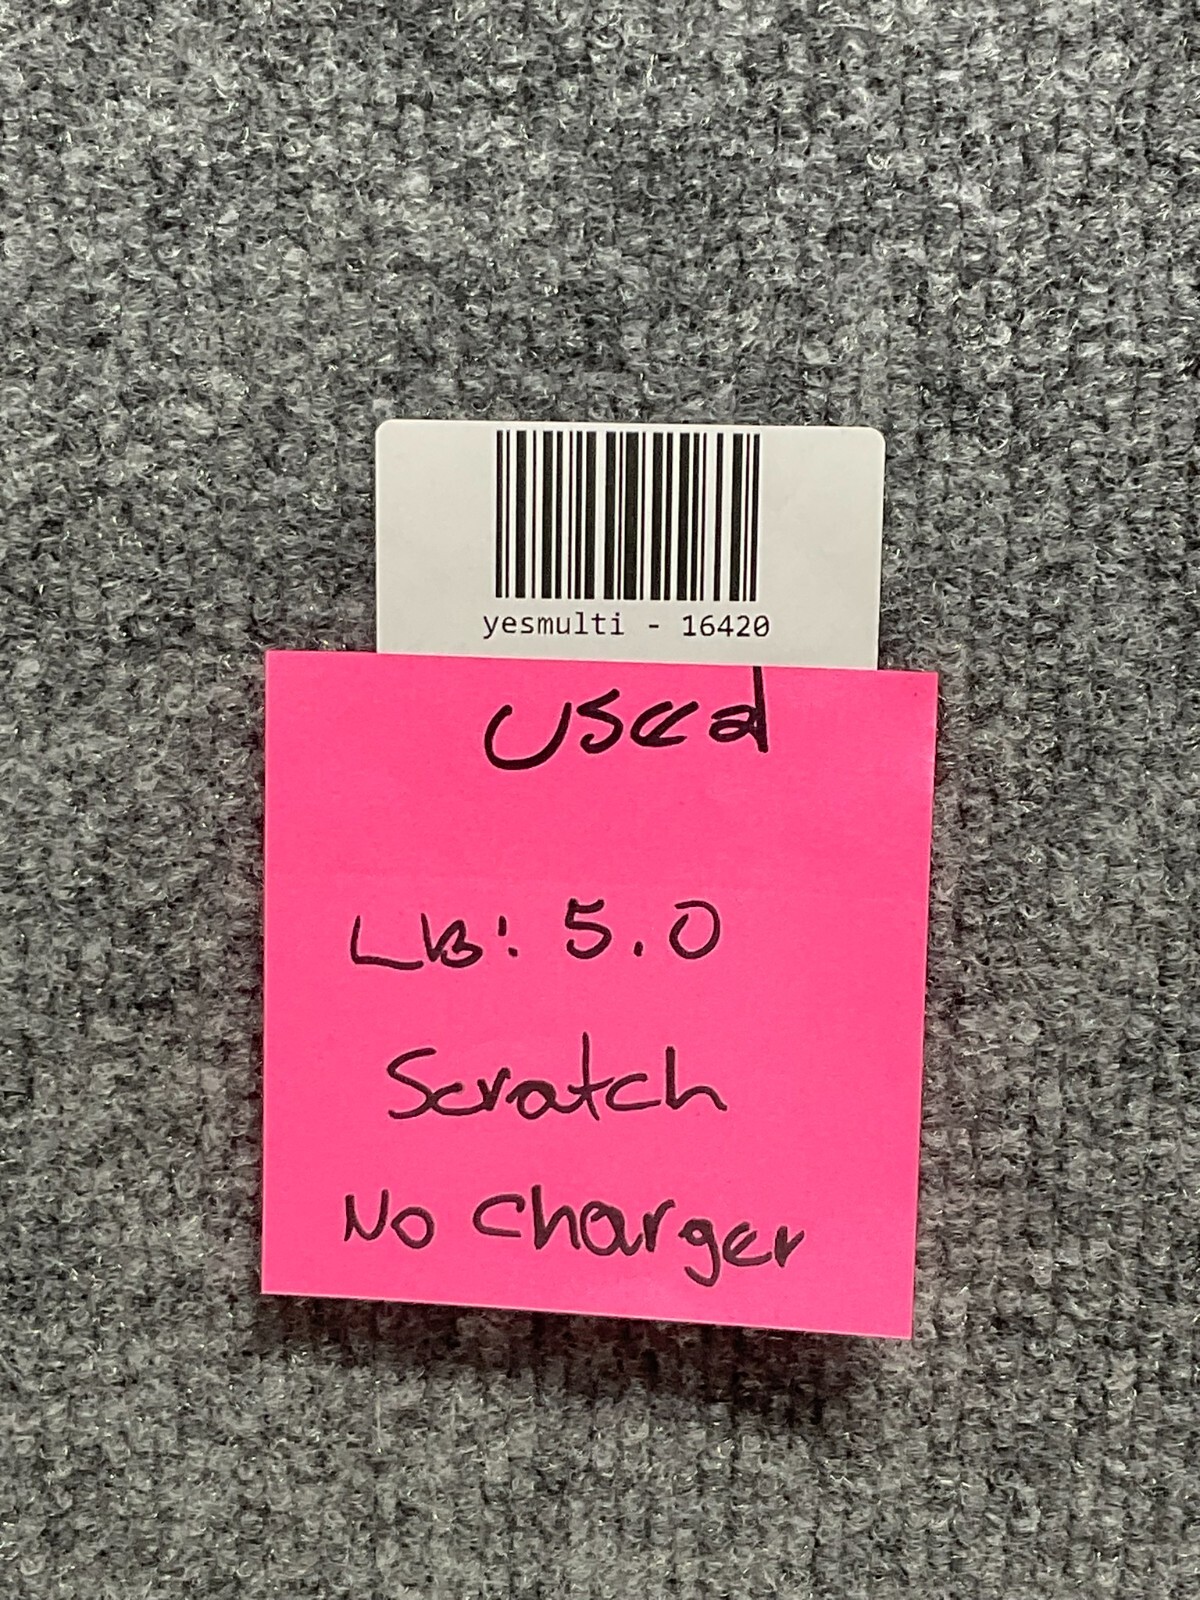 yesmulti - 16420
Used
LB: 5.0
Scratch
No Charger